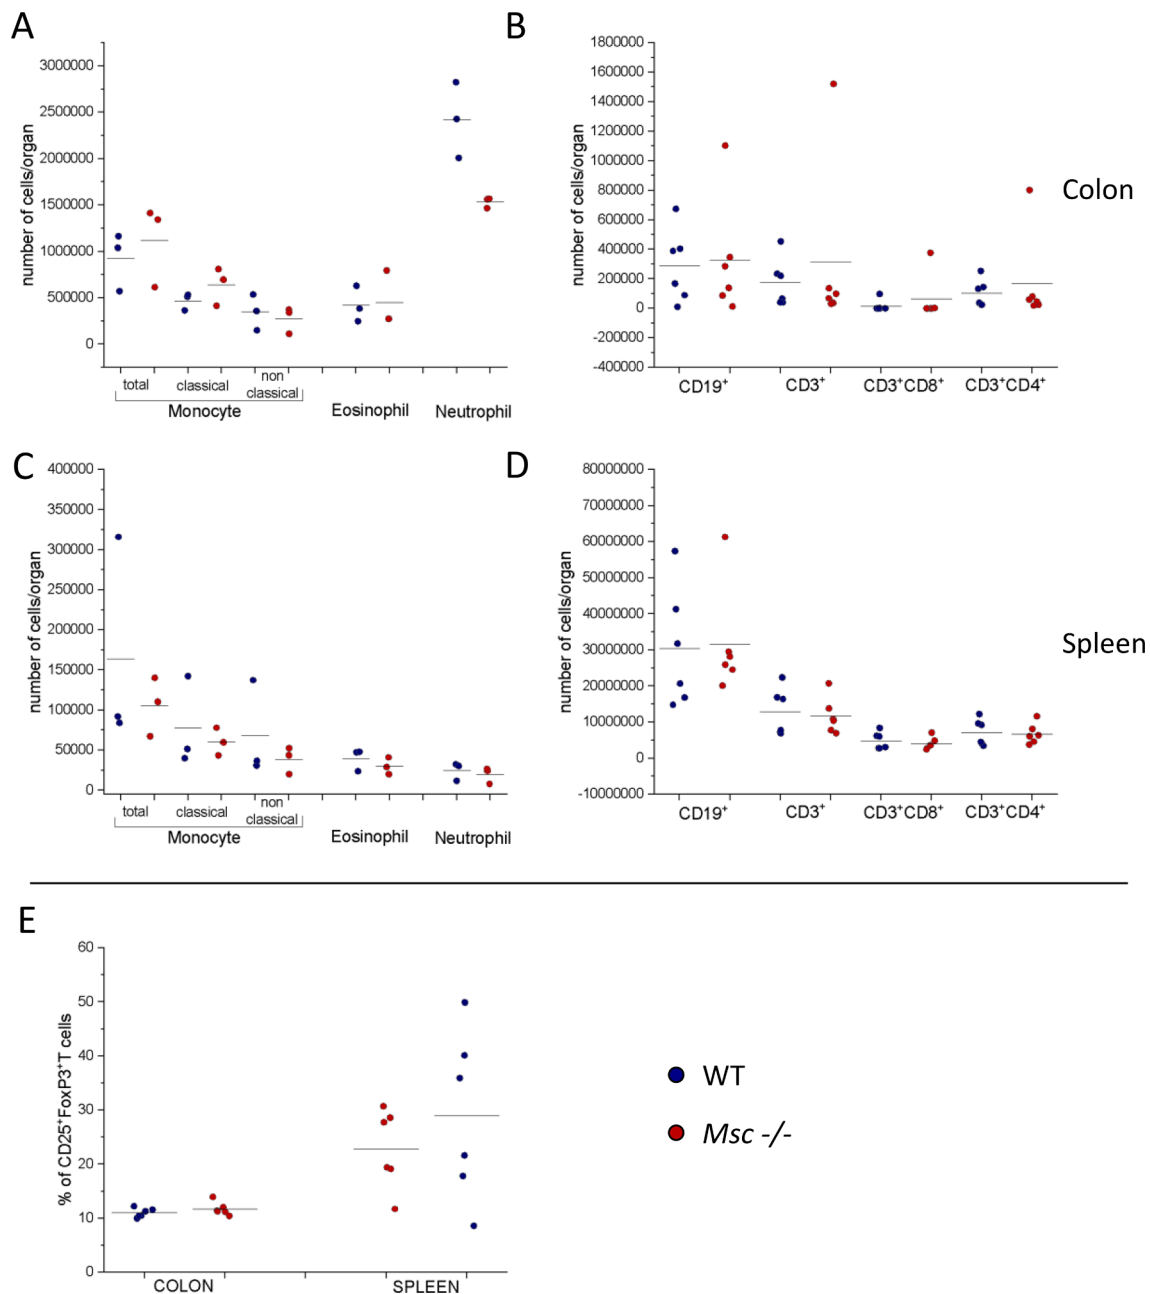 A
number of cells/organ
3000000
2500000
2000000
1500000
1000000
500000
0
total
classical
non
classical
Monocyte
Eosinophil
Neutrophil
B
number of cells/organ
1800000
1600000
1400000
1200000
1000000
800000
600000
400000
200000
0
-200000
-400000
CD19⁺
CD3⁺
CD3⁺CD8⁺
CD3⁺CD4⁺
Colon
C
number of cells/organ
400000
350000
300000
250000
200000
150000
100000
50000
0
total
classical
non
classical
Monocyte
Eosinophil
Neutrophil
D
number of cells/organ
80000000
70000000
60000000
50000000
40000000
30000000
20000000
10000000
0
-10000000
CD19⁺
CD3⁺
CD3⁺CD8⁺
CD3⁺CD4⁺
Spleen
E
% of CD25⁺FoxP3⁺T cells
60
50
40
30
20
10
0
COLON
SPLEEN
WT
Msc -/-